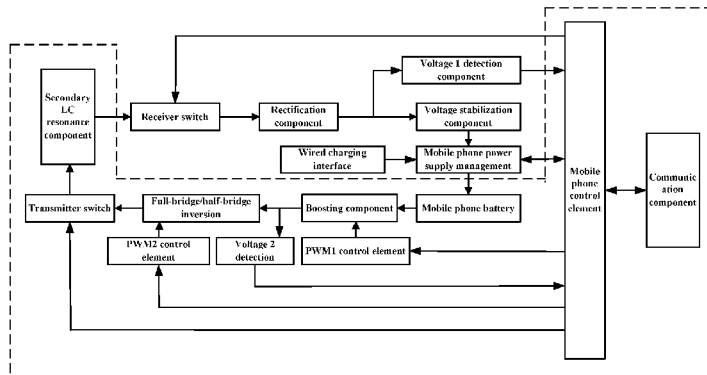 Secondary
LC
resonance
component
Receiver switch
Rectification
component
Voltage 1 detection
component
Voltage stabilization
component
Wired charging
interface
Mobile phone power
supply management
Mobile
phone
control
element
Communic
ation
component
Transmitter switch
Full-bridge/half-bridge
inversion
Boosting component
Mobile phone battery
PWM2 control
element
Voltage 2
detection
PWM1 control element